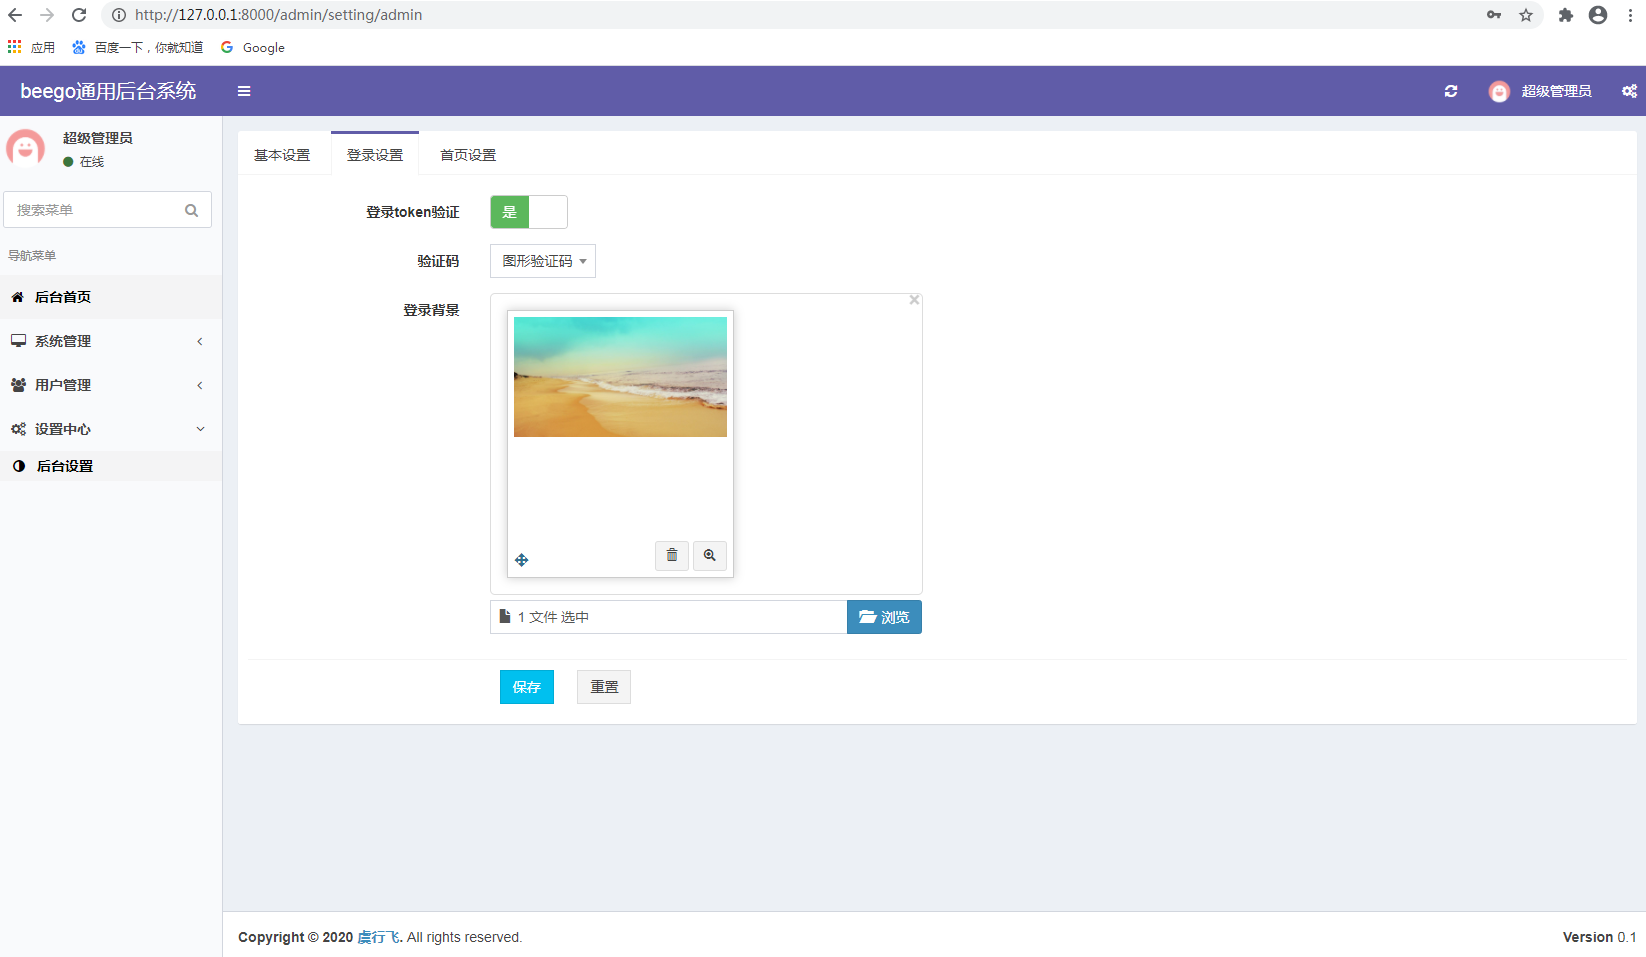 http://127.0.0.1:8000/admin/setting/admin
应用 百度一下，你就知道 Google
beego通用后台系统 超级管理员
超级管理员
在线
搜索菜单
导航菜单
后台首页
系统管理
用户管理
设置中心
后台设置
基本设置 登录设置 首页设置
登录token验证 是
验证码 图形验证码
登录背景
1 文件 选中 浏览
保存 重置
Copyright © 2020 虞行飞. All rights reserved. Version 0.1